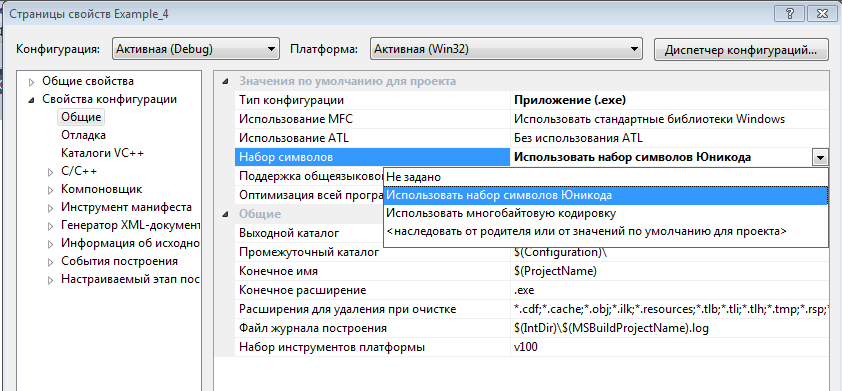 Страницы свойств Example_4
Конфигурация: Активная (Debug) Платформа: Активная (Win32) Диспетчер конфигураций...
Общие свойства
Свойства конфигурации
Общие
Отладка
Каталоги VC++
C/C++
Компоновщик
Инструмент манифеста
Генератор XML-документ
Информация об исходно
События построения
Настраиваемый этап пос
Значения по умолчанию для проекта
Тип конфигурации Приложение (.exe)
Использование MFC Использовать стандартные библиотеки Windows
Использование ATL Без использования ATL
Набор символов Использовать набор символов Юникода
Поддержка общеязыково
Оптимизация всей програ
Не задано
Использовать набор символов Юникода
Использовать многобайтовую кодировку
<наследовать от родителя или от значений по умолчанию для проекта>
Общие
Выходной каталог
Промежуточный каталог $(Configuration)\
Конечное имя $(ProjectName)
Конечное расширение .exe
Расширения для удаления при очистке *.cdf;*.cache;*.obj;*.ilk;*.resources;*.tlb;*.tli;*.tlh;*.tmp;*.rsp;*
Файл журнала построения $(IntDir)\$(MSBuildProjectName).log
Набор инструментов платформы v100